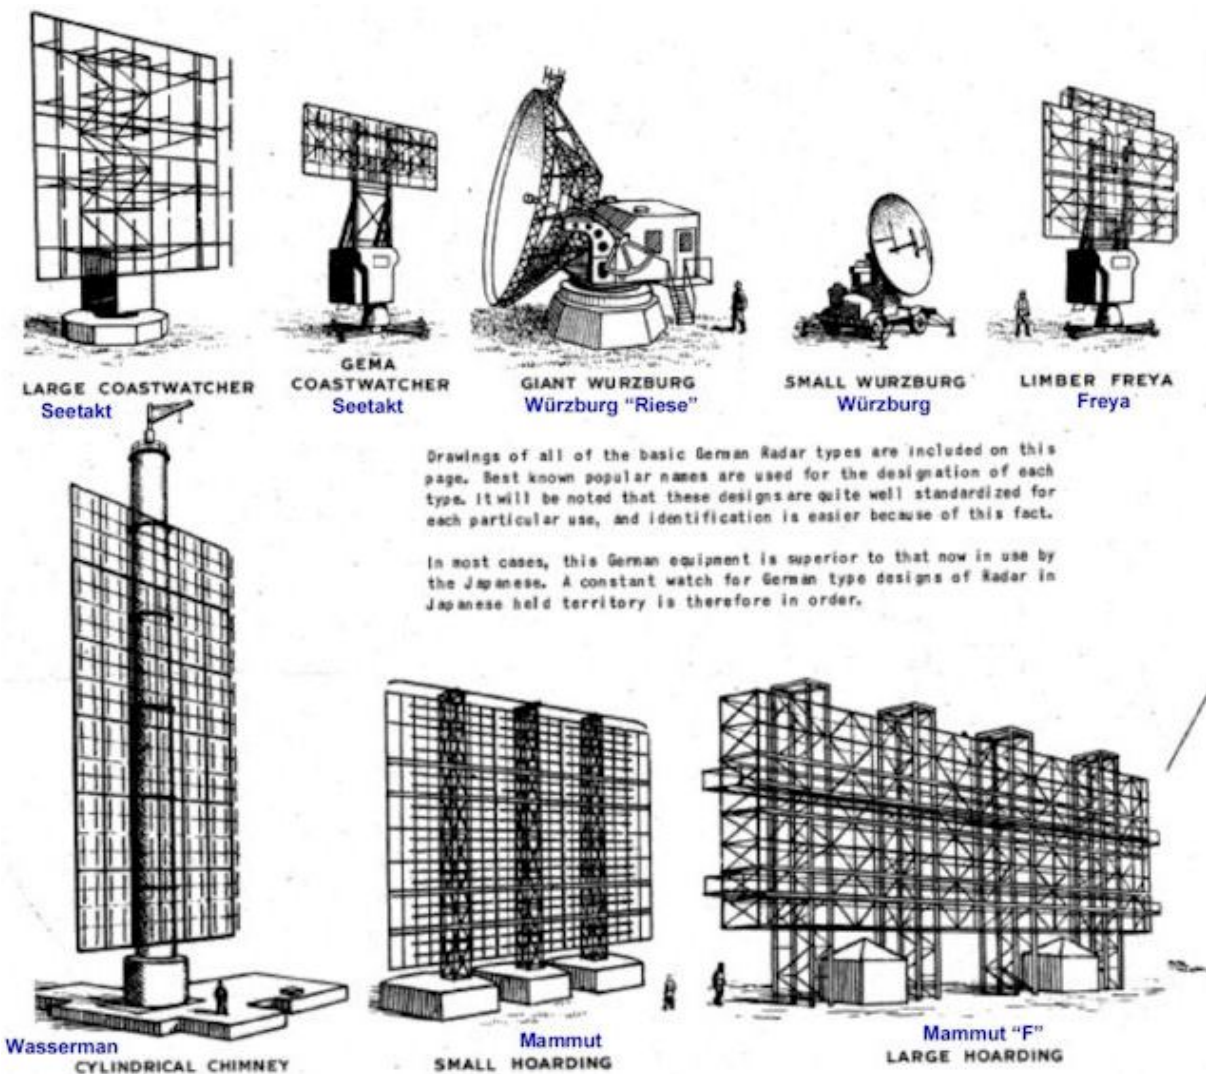 LARGE COASTWATCHER
Seetakt
GEMA
COASTWATCHER
Seetakt
GIANT WURZBURG
Würzburg “Riese”
SMALL WURZBURG
Würzburg
LIMBER FREYA
Freya
Drawings of all of the basic German Radar types are included on this
page. Best known popular names are used for the designation of each
type. It will be noted that these designs are quite well standardized for
each particular use, and identification is easier because of this fact.
In most cases, this German equipment is superior to that now in use by
the Japanese. A constant watch for German type designs of Radar in
Japanese held territory is therefore in order.
Wasserman
CYLINDRICAL CHIMNEY
Mammut
SMALL HOARDING
Mammut “F”
LARGE HOARDING